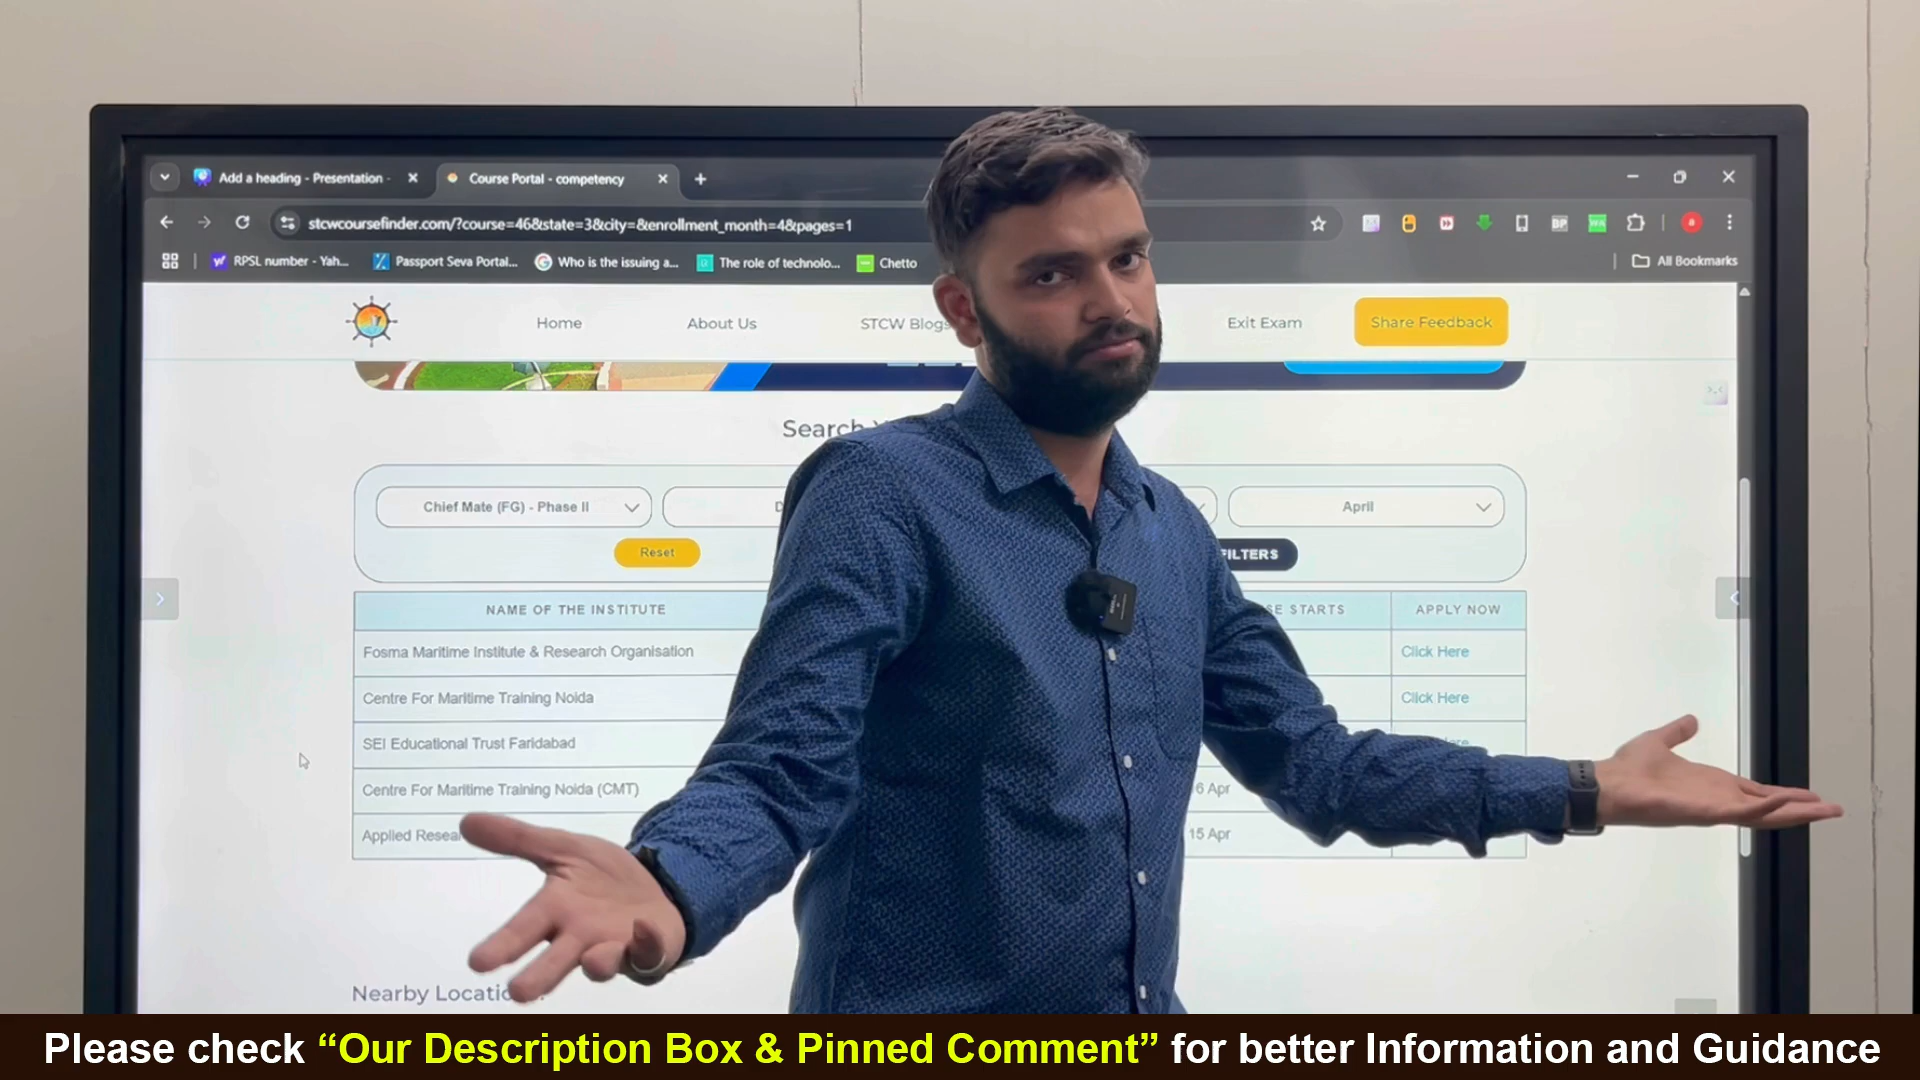 Add a heading - Presentation -
Course Portal - competency
stcwcoursefinder.com/?course=46&state=3&city=&enrollment_month=4&pages=1
RPSL number - Yah...
Passport Seva Portal...
Who is the issuing a...
The role of technolo...
Chetto
All Bookmarks
Home
About Us
STCW Blogs
Exit Exam
Share Feedback
Search
Chief Mate (FG) - Phase II
April
Reset
FILTERS
NAME OF THE INSTITUTE
STARTS
APPLY NOW
Fosma Maritime Institute & Research Organisation
Click Here
Centre For Maritime Training Noida
Click Here
SEI Educational Trust Faridabad
Centre For Maritime Training Noida (CMT)
6 Apr
Applied
15 Apr
Nearby
Please check “Our Description Box & Pinned Comment” for better Information and Guidance